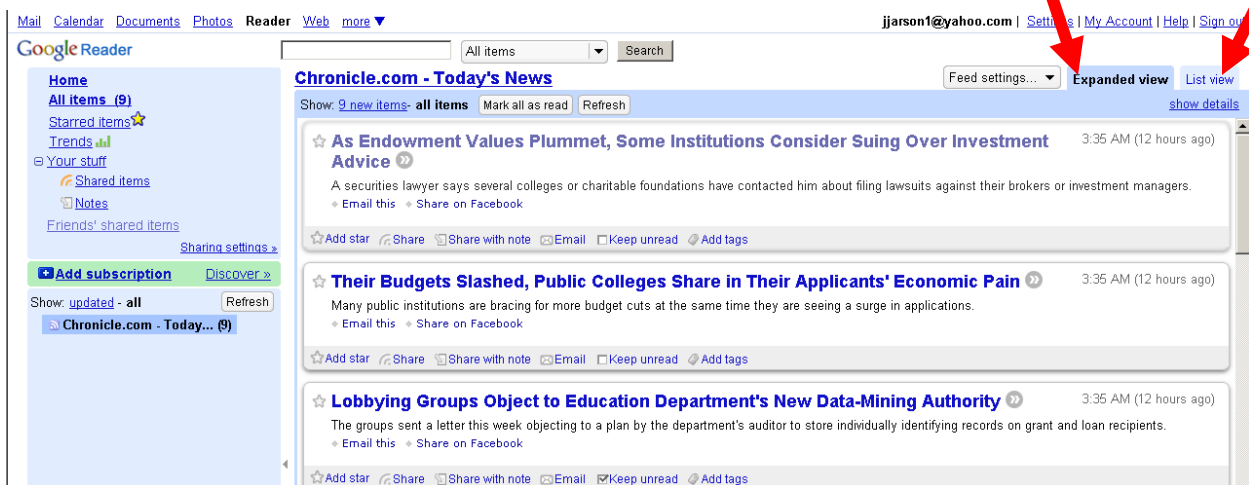 Mail Calendar Documents Photos Reader Web more ▼ jjarson1@yahoo.com | Settings | My Account | Help | Sign out
Google Reader All items Search
Home
All items (9)
Starred items
Trends
Your stuff
Shared items
Notes
Friends' shared items
Sharing settings »
Add subscription Discover »
Show: updated - all Refresh
Chronicle.com - Today... (9)
Chronicle.com - Today's News Feed settings... ▼ Expanded view List view
Show: 9 new items- all items Mark all as read Refresh show details
As Endowment Values Plummet, Some Institutions Consider Suing Over Investment 3:35 AM (12 hours ago)
Advice »
A securities lawyer says several colleges or charitable foundations have contacted him about filing lawsuits against their brokers or investment managers.
Email this Share on Facebook
Add star Share Share with note Email Keep unread Add tags
Their Budgets Slashed, Public Colleges Share in Their Applicants' Economic Pain » 3:35 AM (12 hours ago)
Many public institutions are bracing for more budget cuts at the same time they are seeing a surge in applications.
Email this Share on Facebook
Add star Share Share with note Email Keep unread Add tags
Lobbying Groups Object to Education Department's New Data-Mining Authority » 3:35 AM (12 hours ago)
The groups sent a letter this week objecting to a plan by the department's auditor to store individually identifying records on grant and loan recipients.
Email this Share on Facebook
Add star Share Share with note Email Keep unread Add tags